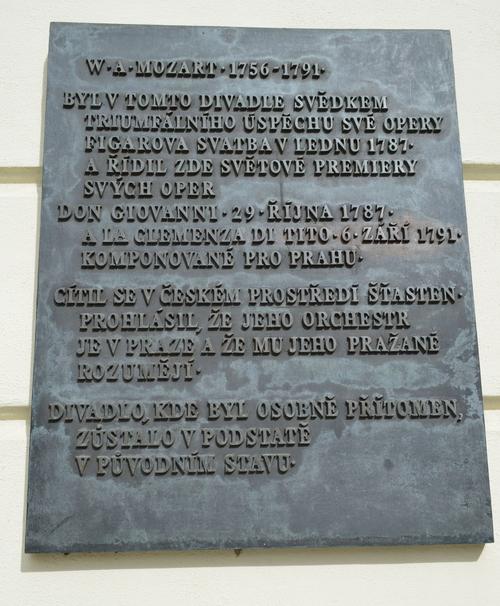 W·A·MOZART·1756-1791·
BYL V TOMTO DIVADLE SVĚDKEM
TRIUMFÁLNÍHO ÚSPĚCHU SVÉ OPERY
FIGAROVA SVATBA V LEDNU 1787·
A ŘÍDIL ZDE SVĚTOVÉ PREMIERY
SVÝCH OPER
DON GIOVANNI·29·ŘÍJNA 1787·
A LA CLEMENZA DI TITO·6·ZÁŘÍ 1791·
KOMPONOVANÉ PRO PRAHU·
CÍTIL SE V ČESKÉM PROSTŘEDÍ ŠŤASTEN·
PROHLÁSIL, ŽE JEHO ORCHESTR
JE V PRAZE A ŽE MU JEHO PRAŽANÉ
ROZUMĚJÍ·
DIVADLO, KDE BYL OSOBNĚ PŘÍTOMEN,
ZŮSTALO V PODSTATĚ
V PŮVODNÍM STAVU·